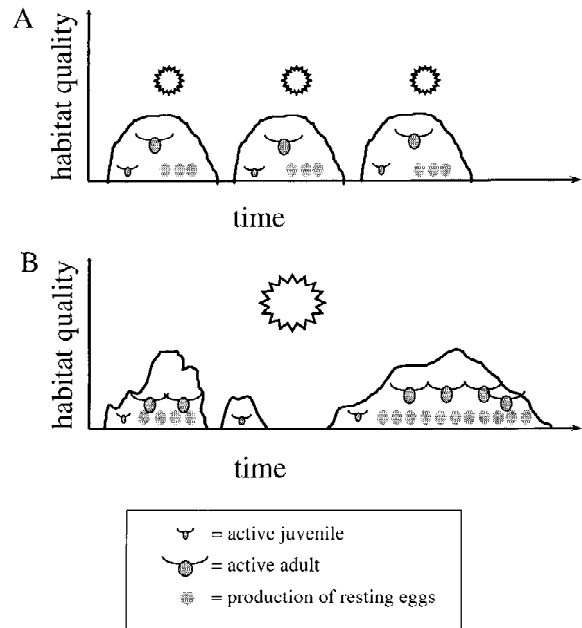 A
habitat quality
time
B
habitat quality
time
= active juvenile
= active adult
= production of resting eggs